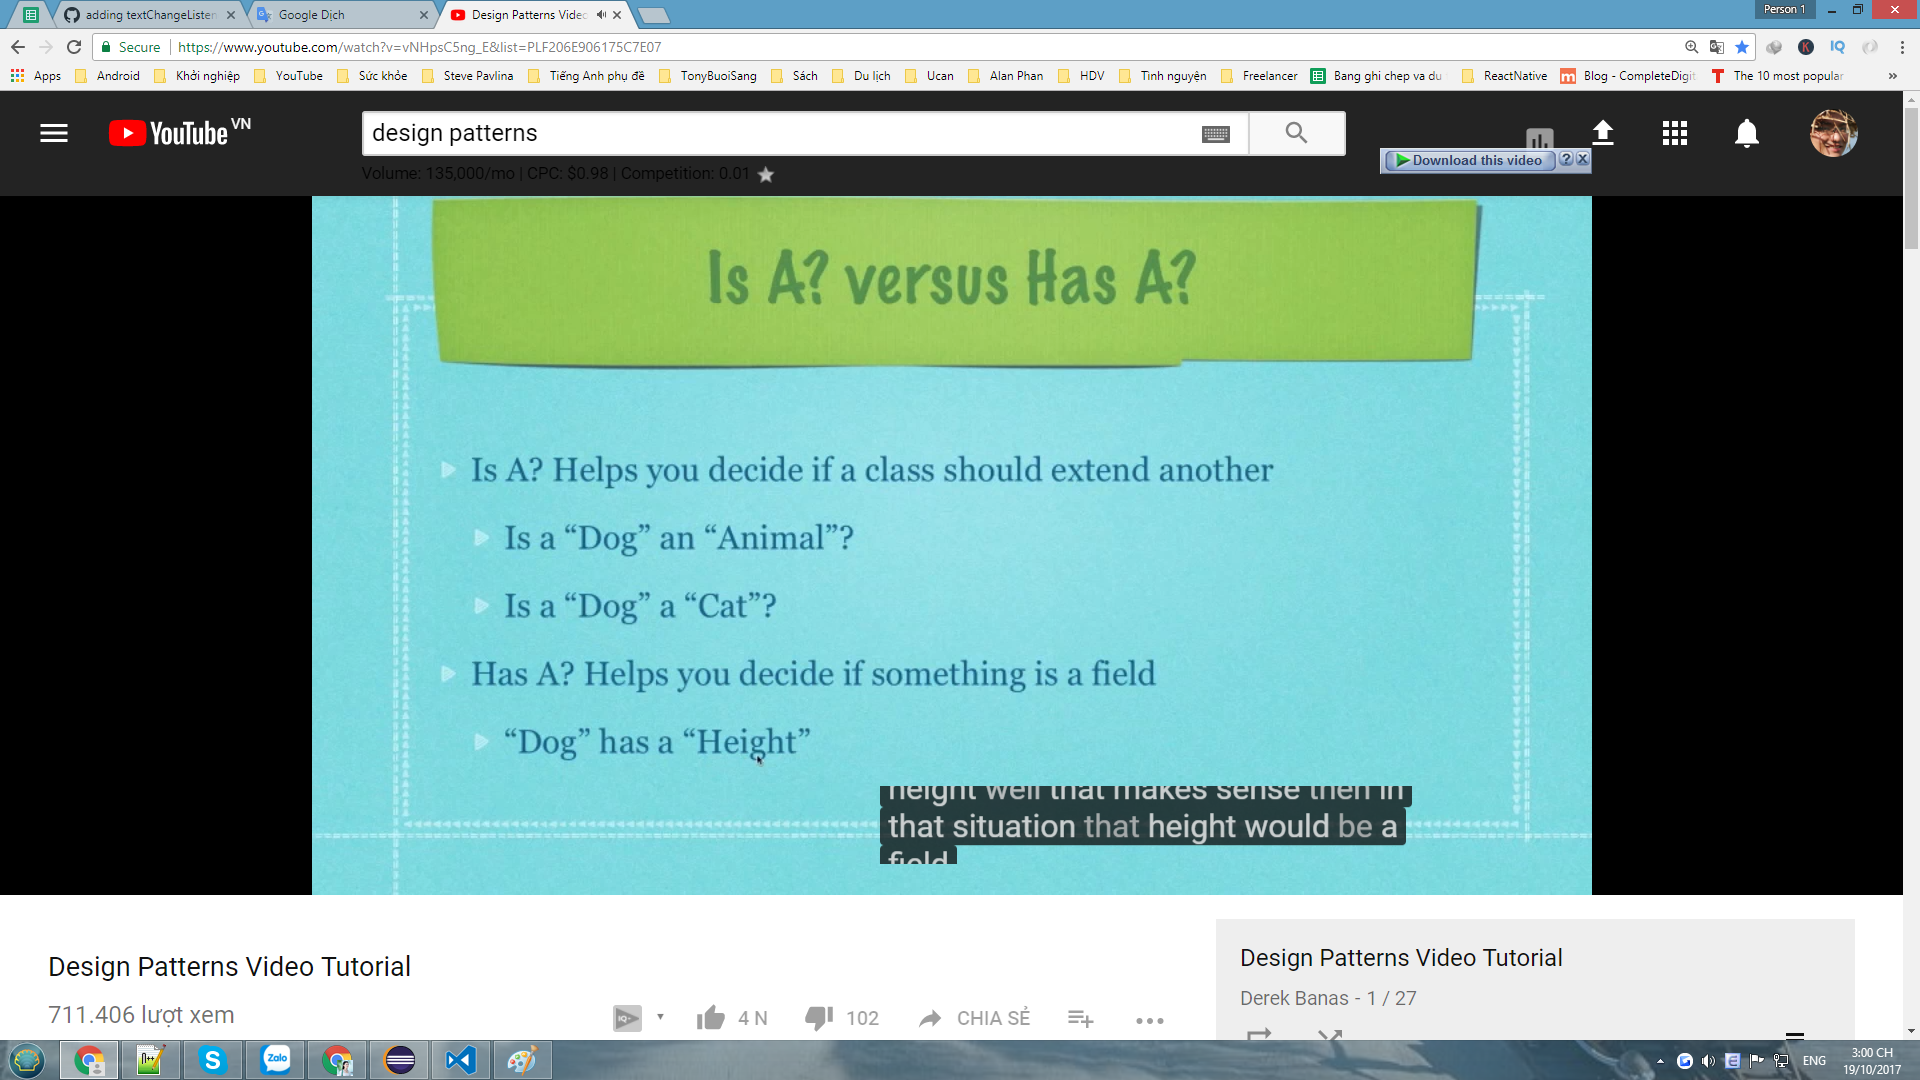 adding textChangeListen
Google Dịch
Design Patterns Vide
Person 1
Secure
https://www.youtube.com/watch?v=vNHpsC5ng_E&list=PLF206E906175C7E07
Apps
Android
Khởi nghiệp
YouTube
Sức khỏe
Steve Pavlina
Tiếng Anh phụ đề
TonyBuoiSang
Sách
Du lịch
Ucan
Alan Phan
HDV
Tình nguyện
Freelancer
Bang ghi chep va du
ReactNative
Blog - CompleteDigit
The 10 most popular
YouTube VN
design patterns
Download this video
Volume: 135,000/mo | CPC: $0.98 | Competition: 0.01
Is A? versus Has A?
Is A? Helps you decide if a class should extend another
Is a “Dog” an “Animal”?
Is a “Dog” a “Cat”?
Has A? Helps you decide if something is a field
“Dog” has a “Height”
height well that makes sense then in
that situation that height would be a
field
Design Patterns Video Tutorial
711.406 lượt xem
4 N
102
CHIA SẺ
Design Patterns Video Tutorial
Derek Banas - 1 / 27
Zalo
ENG
3:00 CH
19/10/2017